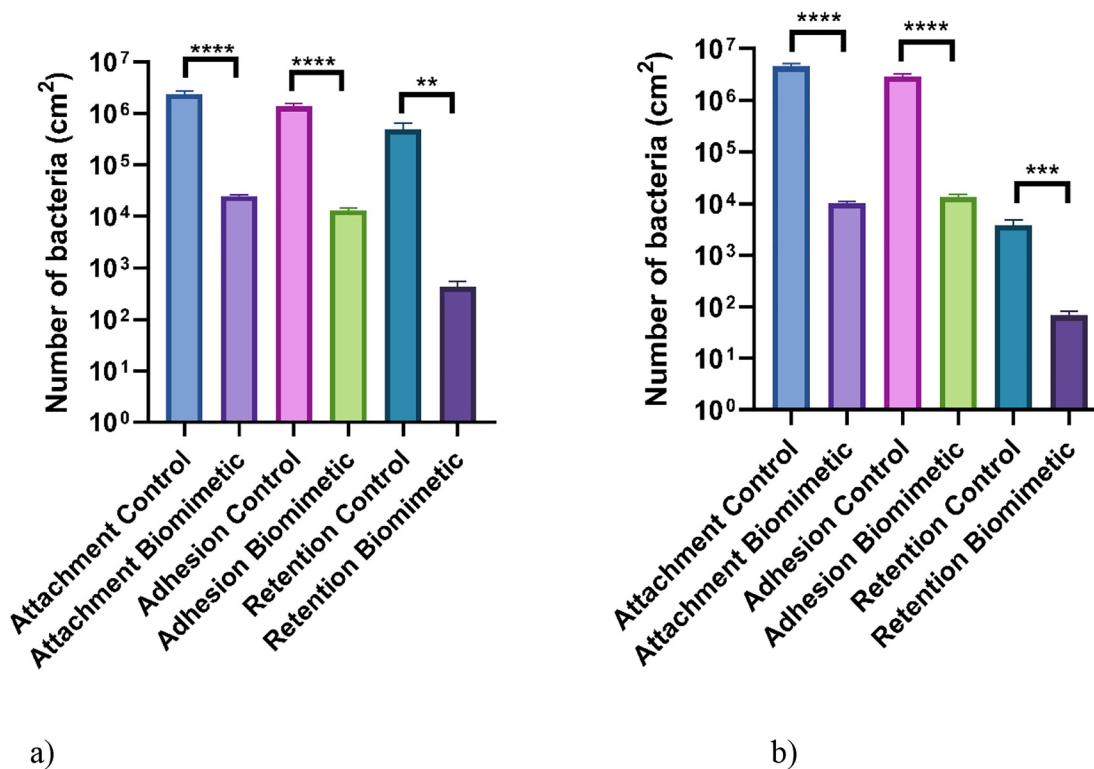 **** **** **
Number of bacteria (cm²)
10⁷
10⁶
10⁵
10⁴
10³
10²
10¹
10⁰
Attachment Control
Attachment Biomimetic
Adhesion Control
Adhesion Biomimetic
Retention Control
Retention Biomimetic
a)
**** **** ***
Number of bacteria (cm²)
10⁷
10⁶
10⁵
10⁴
10³
10²
10¹
10⁰
Attachment Control
Attachment Biomimetic
Adhesion Control
Adhesion Biomimetic
Retention Control
Retention Biomimetic
b)